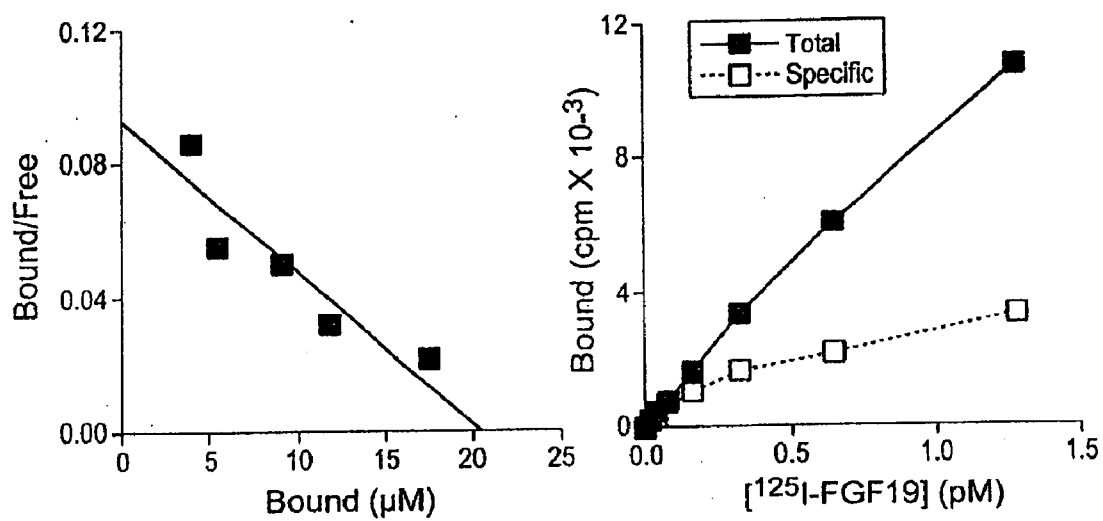 0.12
0.08
0.04
0.00
Bound/Free
0 5 10 15 20 25
Bound (µM)
12
8
4
0
Bound (cpm X 10-3)
Total
Specific
0.0 0.5 1.0 1.5
[125I-FGF19] (pM)